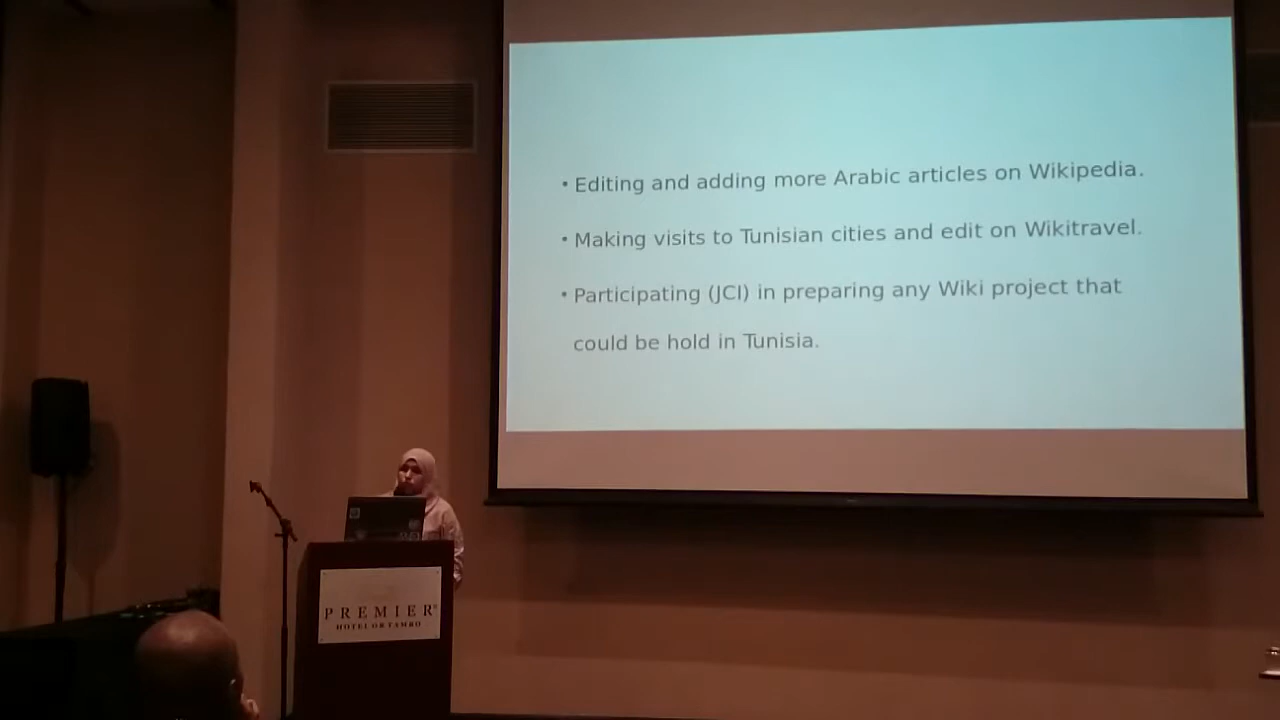 • Editing and adding more Arabic articles on Wikipedia.
• Making visits to Tunisian cities and edit on Wikitravel.
• Participating (JCI) in preparing any Wiki project that
could be hold in Tunisia.
PREMIER
HOTEL OR TAMBO